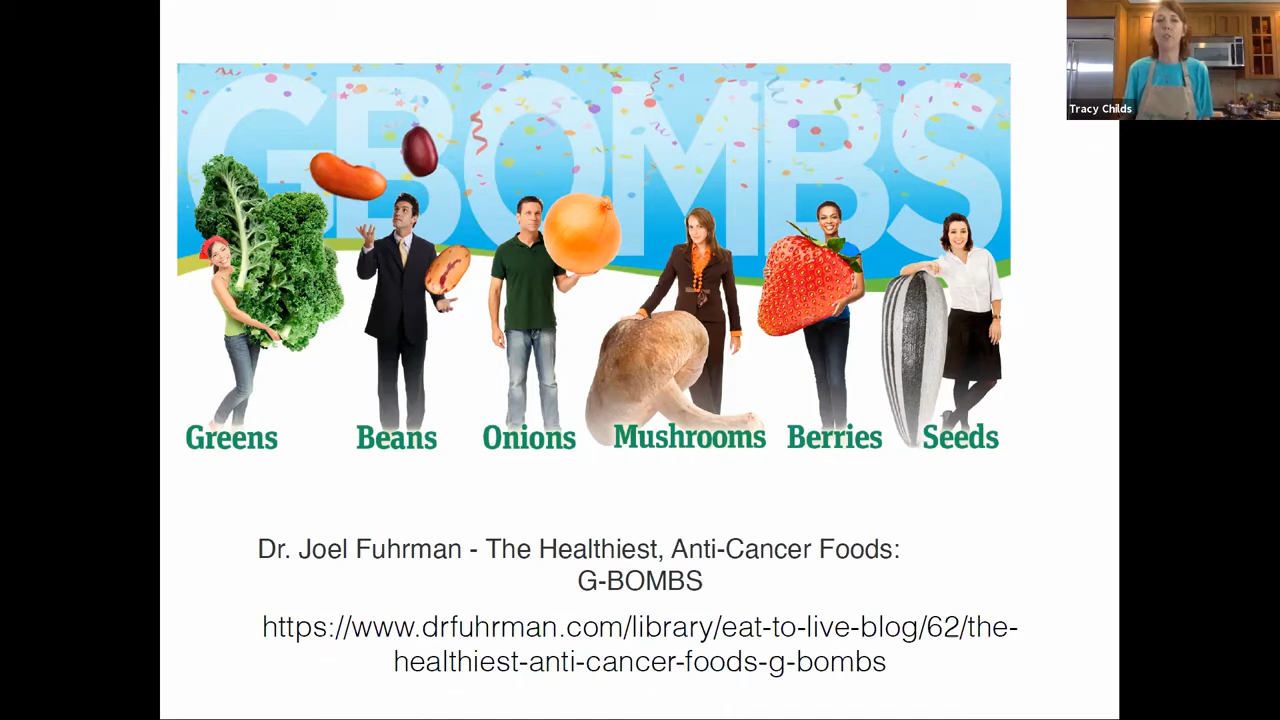 Tracy Childs
GBOMBS
Greens Beans Onions Mushrooms Berries Seeds
Dr. Joel Fuhrman - The Healthiest, Anti-Cancer Foods:
G-BOMBS
https://www.drfuhrman.com/library/eat-to-live-blog/62/the-
healthiest-anti-cancer-foods-g-bombs